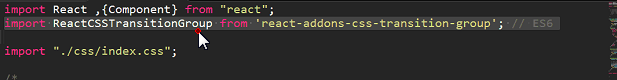 import React ,{Component} from "react";
import ReactCSSTransitionGroup from 'react-addons-css-transition-group'; // ES6
import "./css/index.css";
/*